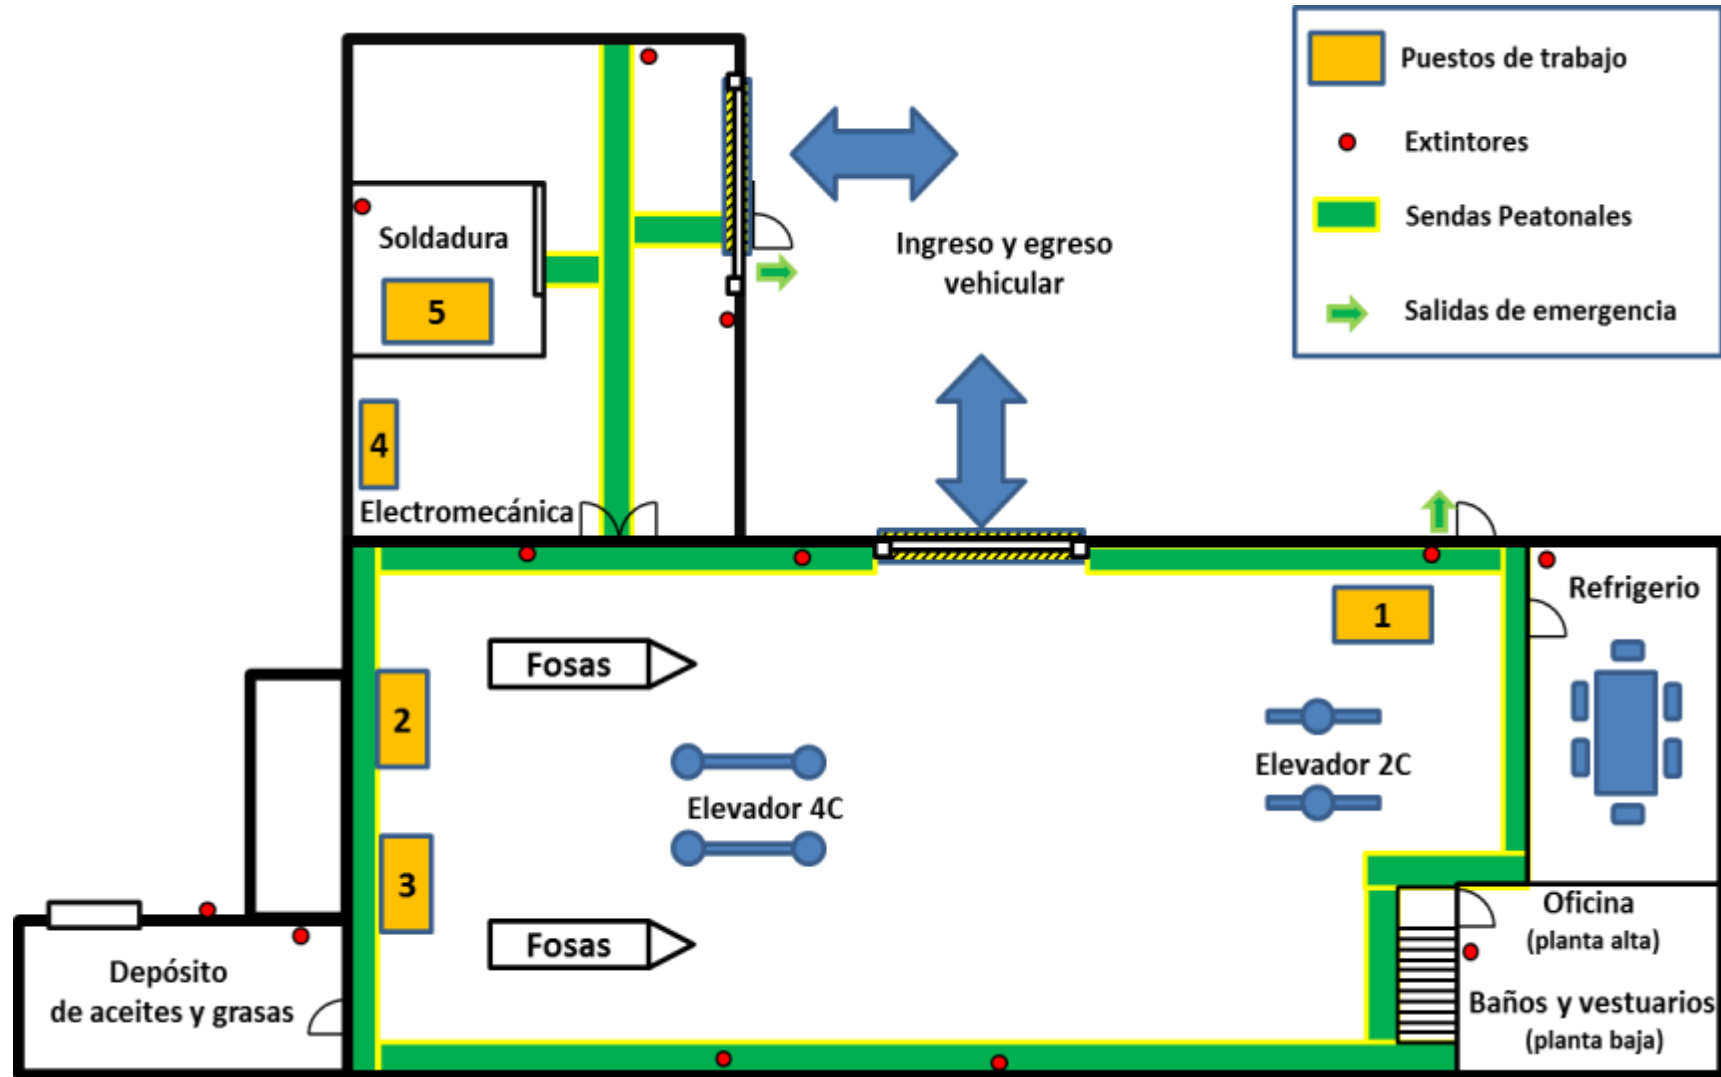 Puestos de trabajo
Extintores
Sendas Peatonales
Salidas de emergencia
Soldadura
5
Ingreso y egreso
vehicular
4
Electromecánica
1
Refrigerio
Fosas
2
Elevador 2C
Elevador 4C
3
Fosas
Oficina
(planta alta)
Depósito
de aceites y grasas
Baños y vestuarios
(planta baja)